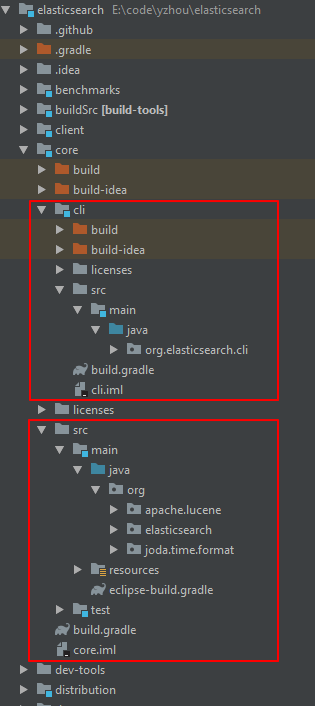 elasticsearch E:\code\yzhou\elasticsearch
.github
.gradle
.idea
benchmarks
buildSrc [build-tools]
client
core
build
build-idea
cli
build
build-idea
licenses
src
main
java
org.elasticsearch.cli
build.gradle
cli.iml
licenses
src
main
java
org
apache.lucene
elasticsearch
joda.time.format
resources
eclipse-build.gradle
test
build.gradle
core.iml
dev-tools
distribution